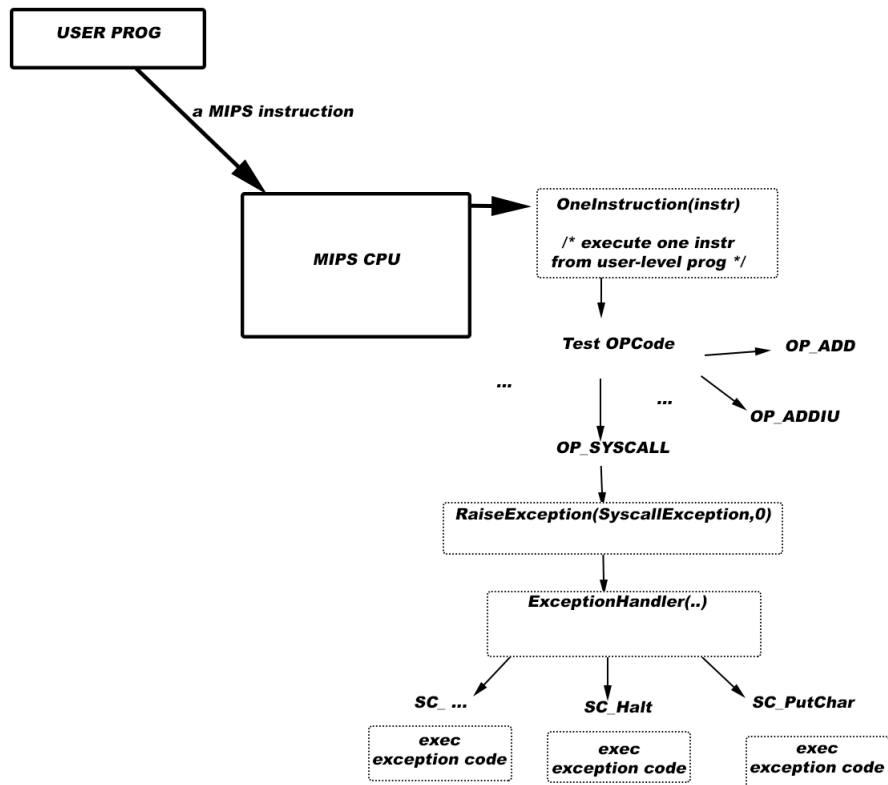 USER PROG
a MIPS instruction
MIPS CPU
OneInstruction(instr)
/* execute one instr
from user-level prog */
Test OPCode
OP_ADD
...
...
OP_ADDIU
OP_SYSCALL
RaiseException(SyscallException,0)
ExceptionHandler(..)
SC_ ...
SC_Halt
SC_PutChar
exec
exception code
exec
exception code
exec
exception code